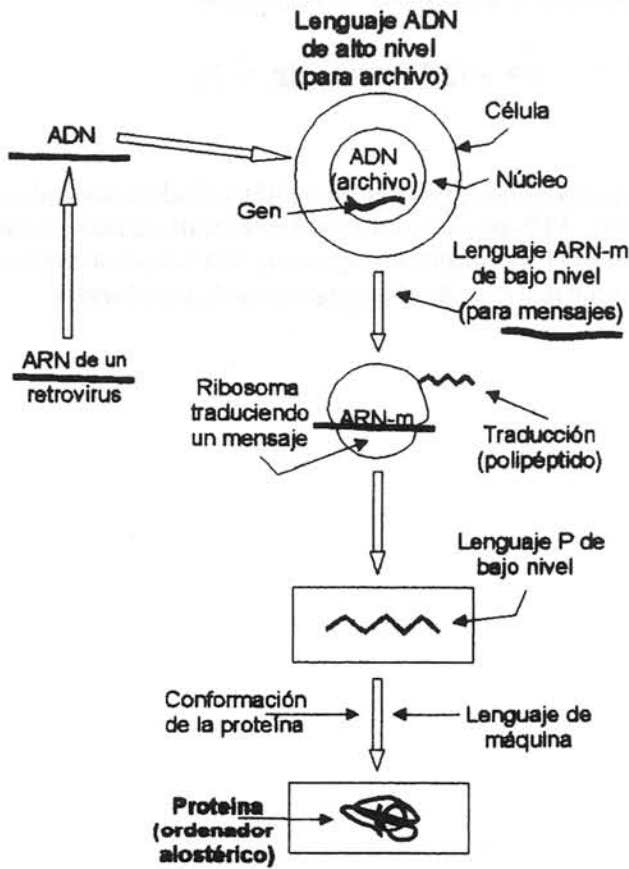 Lenguaje ADN
de alto nivel
(para archivo)
ADN
Célula
ADN
(archivo)
Núcleo
Gen
Lenguaje ARN-m
de bajo nivel
(para mensajes)
ARN de un
retrovirus
Ribosoma
traduciendo
un mensaje
ARN-m
Traducción
(polipéptido)
Lenguaje P de
bajo nivel
Conformación
de la proteína
Lenguaje de
máquina
Proteína
(ordenador
alostérico)